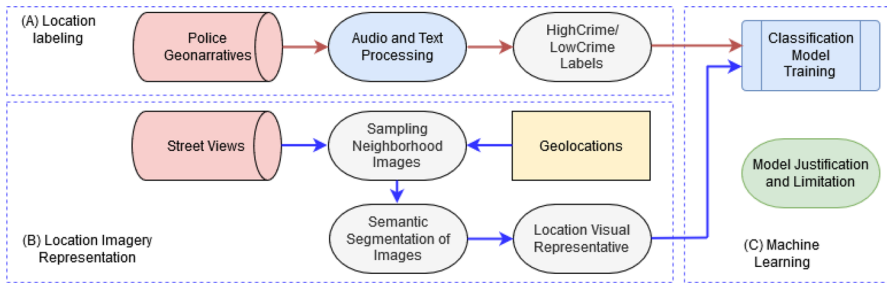 (A) Location
labeling
Police
Geonarratives
Audio and Text
Processing
HighCrime/
LowCrime
Labels
Classification
Model
Training
Street Views
Sampling
Neighborhood
Images
Geolocations
Model Justification
and Limitation
(B) Location Imagery
Representation
Semantic
Segmentation of
Images
Location Visual
Representative
(C) Machine
Learning